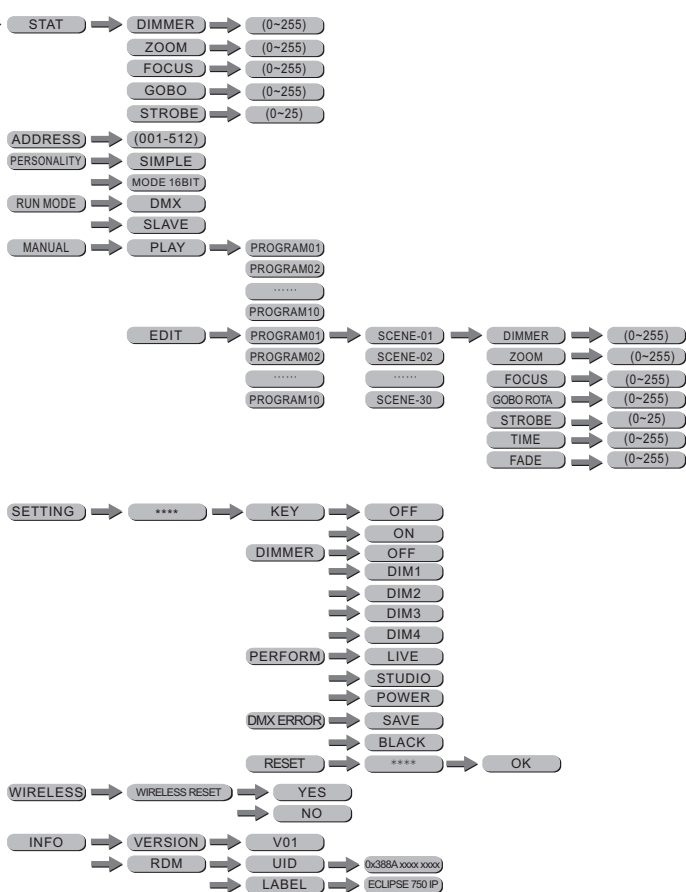 STAT DIMMER (0~255)
ZOOM (0~255)
FOCUS (0~255)
GOBO (0~255)
STROBE (0~25)
ADDRESS (001-512)
PERSONALITY SIMPLE
MODE 16BIT
RUN MODE DMX
SLAVE
MANUAL PLAY PROGRAM01
PROGRAM02
······
PROGRAM10
EDIT PROGRAM01 SCENE-01 DIMMER (0~255)
PROGRAM02 SCENE-02 ZOOM (0~255)
······ ······ FOCUS (0~255)
PROGRAM10 SCENE-30 GOBO ROTA (0~255)
STROBE (0~25)
TIME (0~255)
FADE (0~255)
SETTING **** KEY OFF
ON
DIMMER OFF
DIM1
DIM2
DIM3
DIM4
PERFORM LIVE
STUDIO
POWER
DMX ERROR SAVE
BLACK
RESET **** OK
WIRELESS WIRELESS RESET YES
NO
INFO VERSION V01
RDM UID 0x388A xxxx xxxx
LABEL ECLIPSE 750 IP